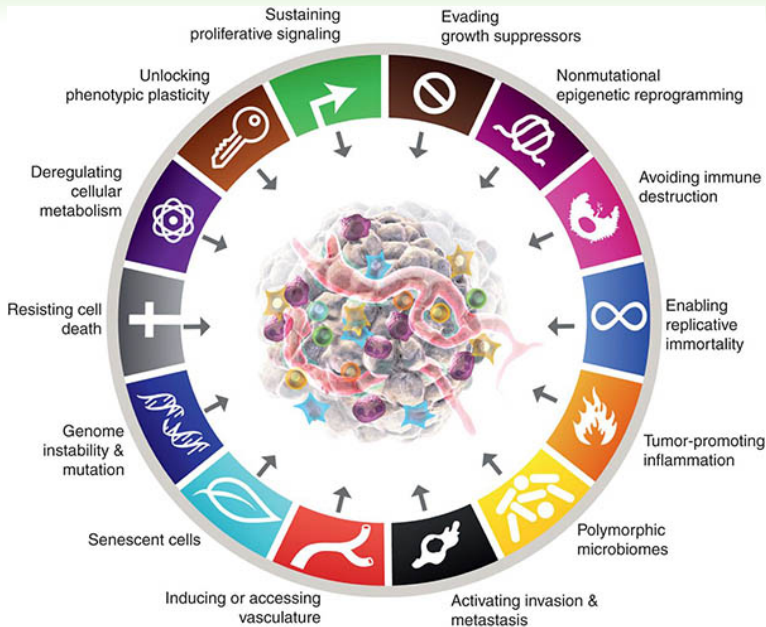 Sustaining
proliferative signaling
Evading
growth suppressors
Nonmutational
epigenetic reprogramming
Avoiding immune
destruction
Enabling
replicative
immortality
Tumor-promoting
inflammation
Polymorphic
microbiomes
Activating invasion &
metastasis
Inducing or accessing
vasculature
Senescent cells
Genome
instability &
mutation
Resisting cell
death
Deregulating
cellular
metabolism
Unlocking
phenotypic plasticity